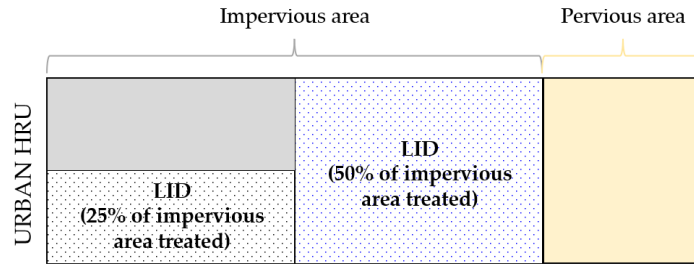 Impervious area
Pervious area
URBAN HRU
LID
(25% of impervious
area treated)
LID
(50% of impervious
area treated)